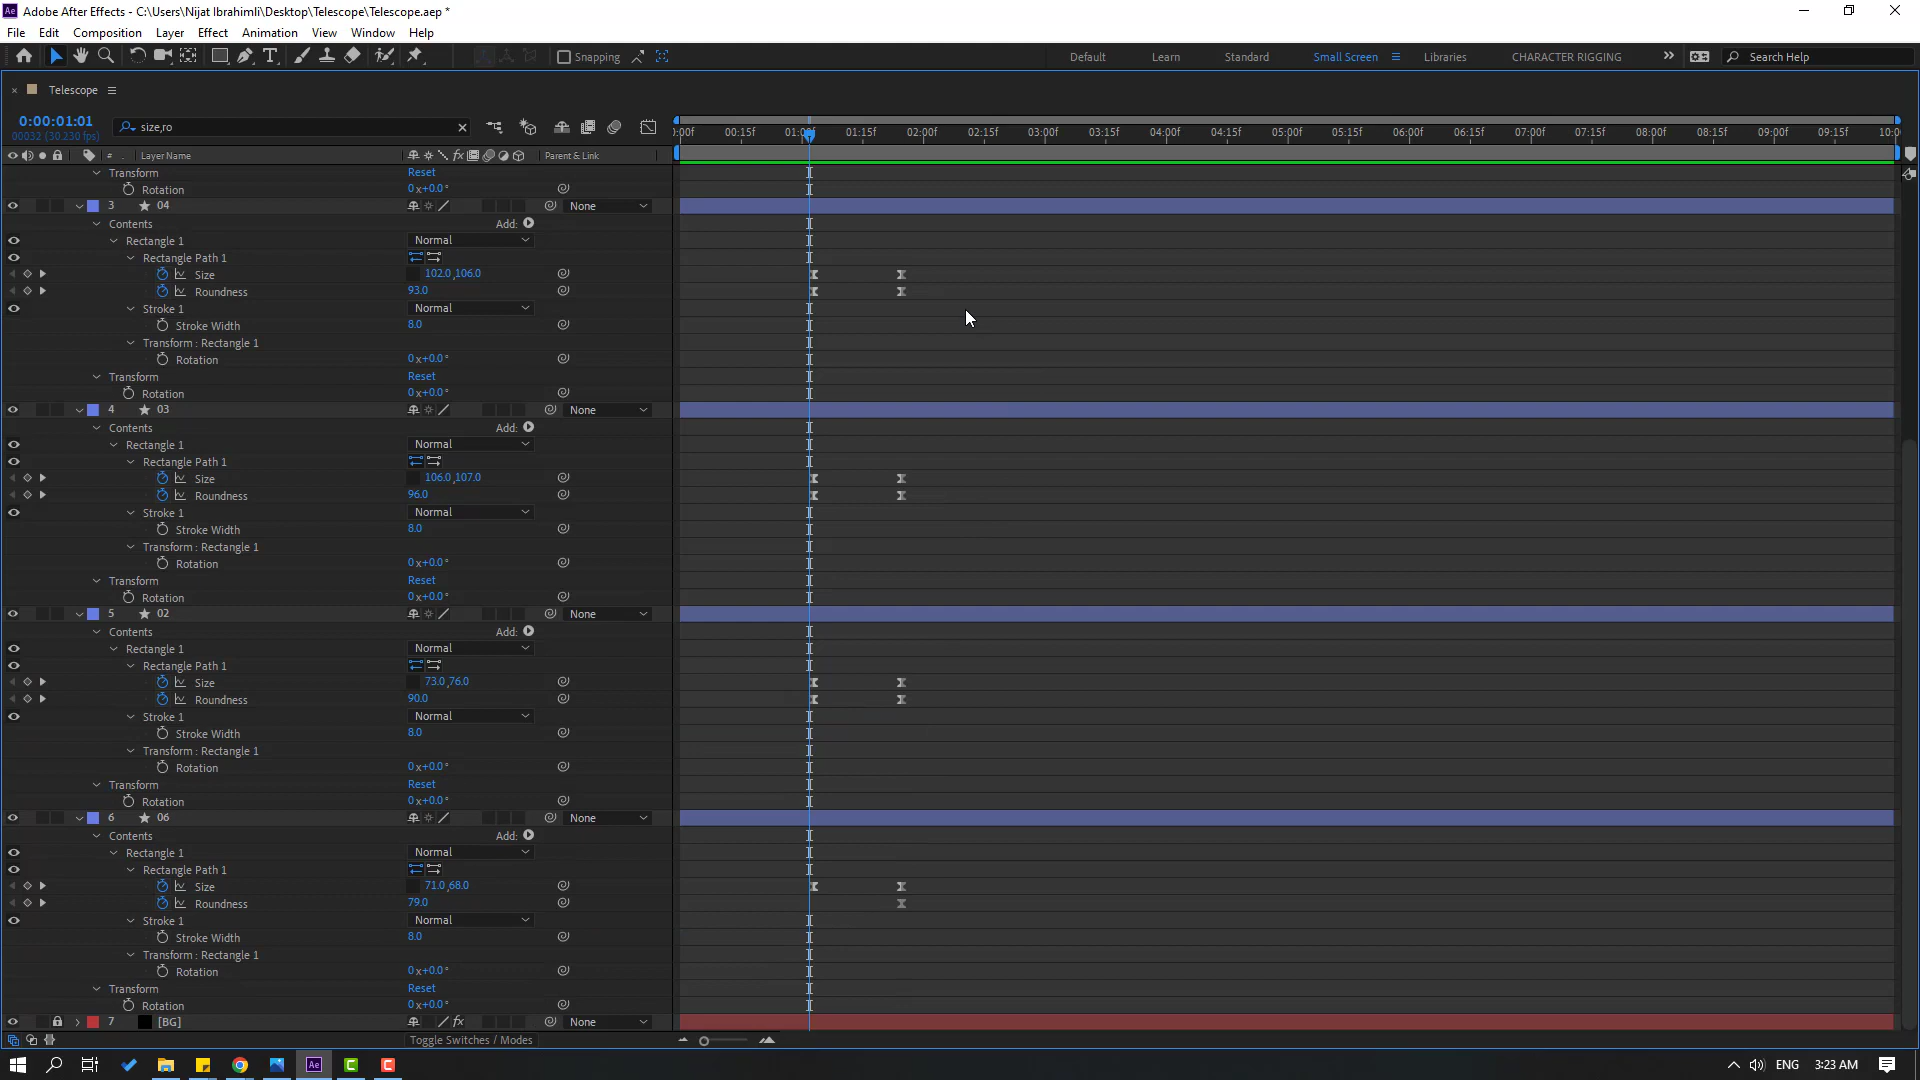 Adobe After Effects - C:\Users\Nijat Ibrahimli\Desktop\Telescope\Telescope.aep *
File Edit Composition Layer Effect Animation View Window Help
Snapping Default Learn Standard Small Screen Libraries CHARACTER RIGGING Search Help
Telescope
0:00:01:01
00032 (30.230 fps)
size,ro
:00f 00:15f 01:00f 01:15f 02:00f 02:15f 03:00f 03:15f 04:00f 04:15f 05:00f 05:15f 06:00f 06:15f 07:00f 07:15f 08:00f 08:15f 09:00f 09:15f 10:0
# Layer Name fx Parent & Link
Transform Reset
Rotation 0x+0.0°
3 04 None
Contents Add:
Rectangle 1 Normal
Rectangle Path 1
Size 102.0,106.0
Roundness 93.0
Stroke 1 Normal
Stroke Width 8.0
Transform : Rectangle 1
Rotation 0x+0.0°
Transform Reset
Rotation 0x+0.0°
4 03 None
Contents Add:
Rectangle 1 Normal
Rectangle Path 1
Size 106.0,107.0
Roundness 96.0
Stroke 1 Normal
Stroke Width 8.0
Transform : Rectangle 1
Rotation 0x+0.0°
Transform Reset
Rotation 0x+0.0°
5 02 None
Contents Add:
Rectangle 1 Normal
Rectangle Path 1
Size 73.0,76.0
Roundness 90.0
Stroke 1 Normal
Stroke Width 8.0
Transform : Rectangle 1
Rotation 0x+0.0°
Transform Reset
Rotation 0x+0.0°
6 06 None
Contents Add:
Rectangle 1 Normal
Rectangle Path 1
Size 71.0,68.0
Roundness 79.0
Stroke 1 Normal
Stroke Width 8.0
Transform : Rectangle 1
Rotation 0x+0.0°
Transform Reset
Rotation 0x+0.0°
7 [BG] fx None
Toggle Switches / Modes
Ae ENG 3:23 AM